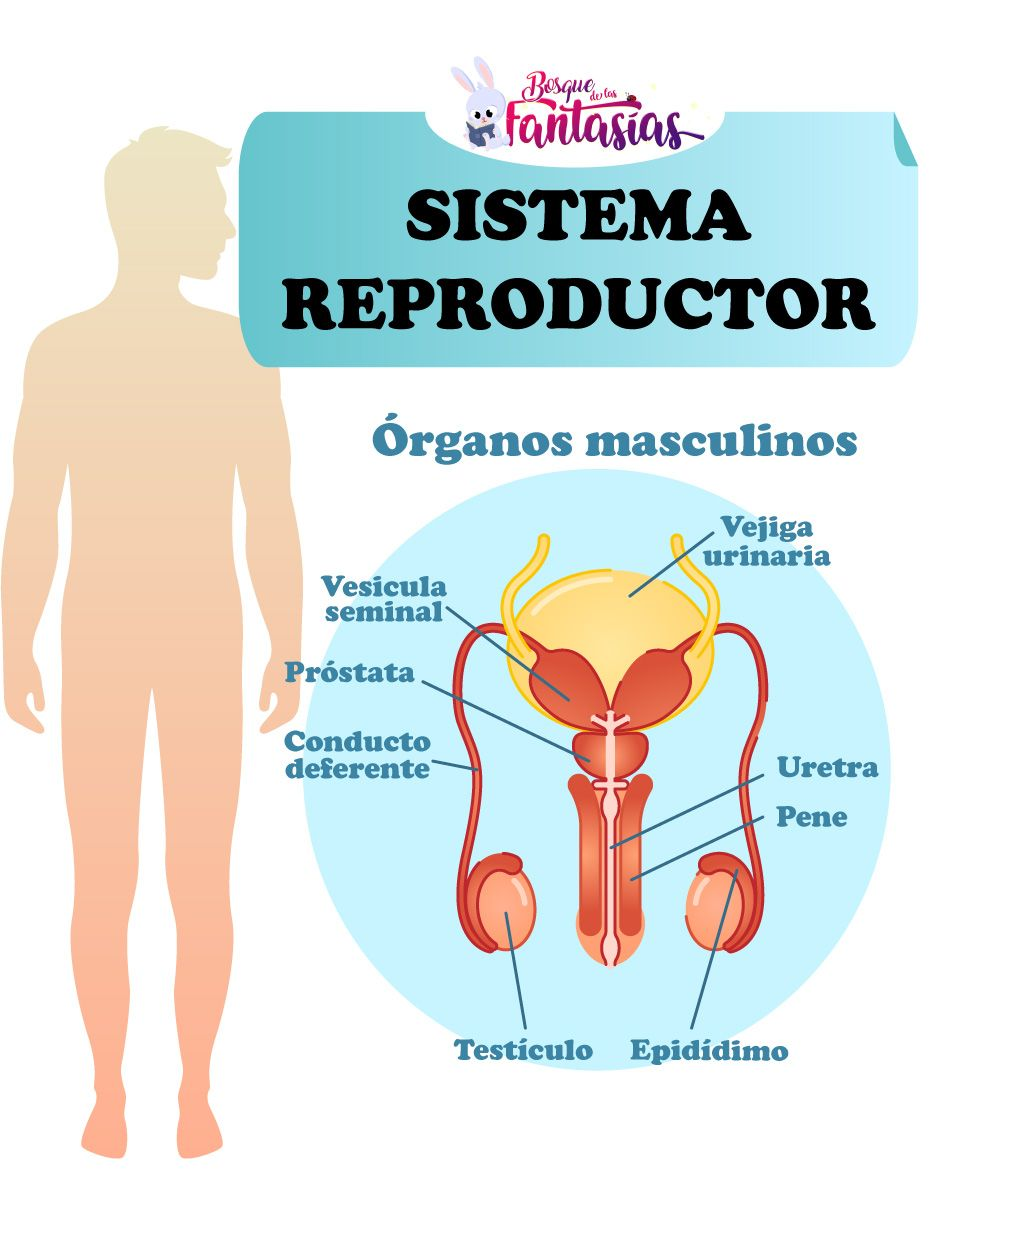 Bosque
de las
Fantasías
SISTEMA
REPRODUCTOR
Órganos masculinos
Vejiga
urinaria
Vesicula
seminal
Próstata
Conducto
deferente
Uretra
Pene
Testículo
Epidídimo